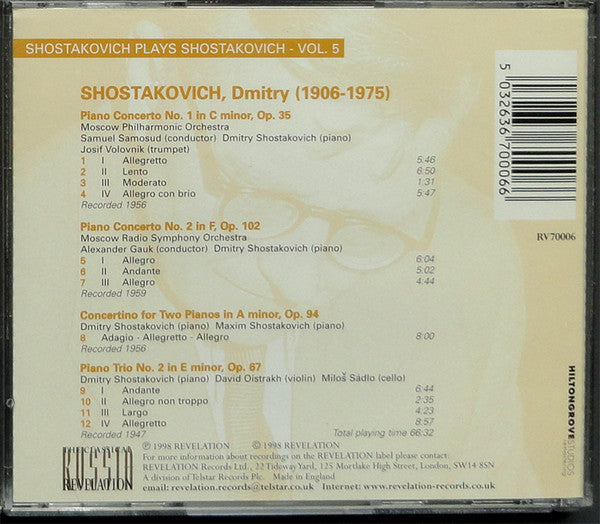 SHOSTAKOVICH PLAYS SHOSTAKOVICH - VOL. 5
SHOSTAKOVICH, Dmitry (1906-1975)
Piano Concerto No. 1 in C minor, Op. 35
Moscow Philharmonic Orchestra
Samuel Samosud (conductor) Dmitry Shostakovich (piano)
Josif Volovnik (trumpet)
1 I Allegretto 5.46
2 II Lento 6:50
3 III Moderato 1:31
4 IV Allegro con brio 5:47
Recorded 1956
Piano Concerto No. 2 in F, Op. 102
Moscow Radio Symphony Orchestra
Alexander Gauk (conductor) Dmitry Shostakovich (piano)
5 I Allegro 6:04
6 II Andante 5.02
7 III Allegro 4:44
Recorded 1959
Concertino for Two Pianos in A minor, Op. 94
Dmitry Shostakovich (piano) Maxim Shostakovich (piano)
8 Adagio - Allegretto - Allegro 8:00
Recorded 1956
Piano Trio No. 2 in E minor, Op. 67
Dmitry Shostakovich (piano) David Oistrakh (violin) Miloš Sádlo (cello)
9 I Andante 6:44
10 II Allegro non troppo 2:35
11 III Largo 4:23
12 IV Allegretto 8:57
Recorded 1947 Total playing time 66:32
RUSSIA
REVELATION
℗ 1998 REVELATION © 1998 REVELATION
For more information about recordings on the REVELATION label please contact:
REVELATION Records Ltd., 22 Tideway Yard, 125 Mortlake High Street, London, SW14 8SN
A division of Telstar Records Plc. Made in England
email: revelation-records@telstar.co.uk Internet: www.revelation-records.co.uk
5 032636 700066
RV70006
HILTONGROVE
STUDIOS